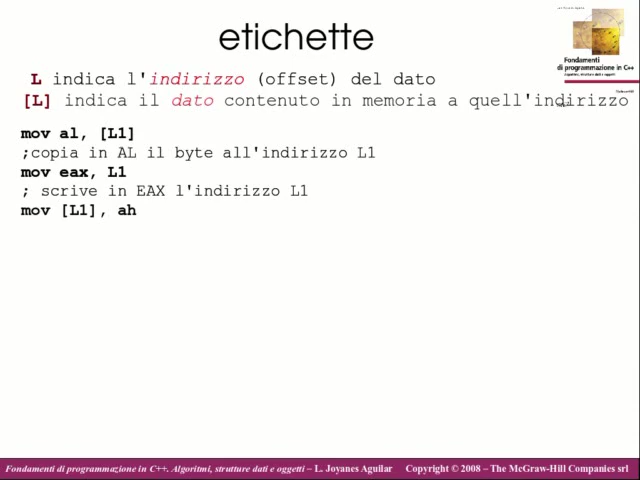 etichette
Fondamenti
di programmazione in C++
L indica l'indirizzo (offset) del dato
[L] indica il dato contenuto in memoria a quell'indirizzo
mov al, [L1]
;copia in AL il byte all'indirizzo L1
mov eax, L1
; scrive in EAX l'indirizzo L1
mov [L1], ah
Fondamenti di programmazione in C++. Algoritmi, strutture dati e oggetti – L. Joyanes Aguilar Copyright © 2008 – The McGraw-Hill Companies srl